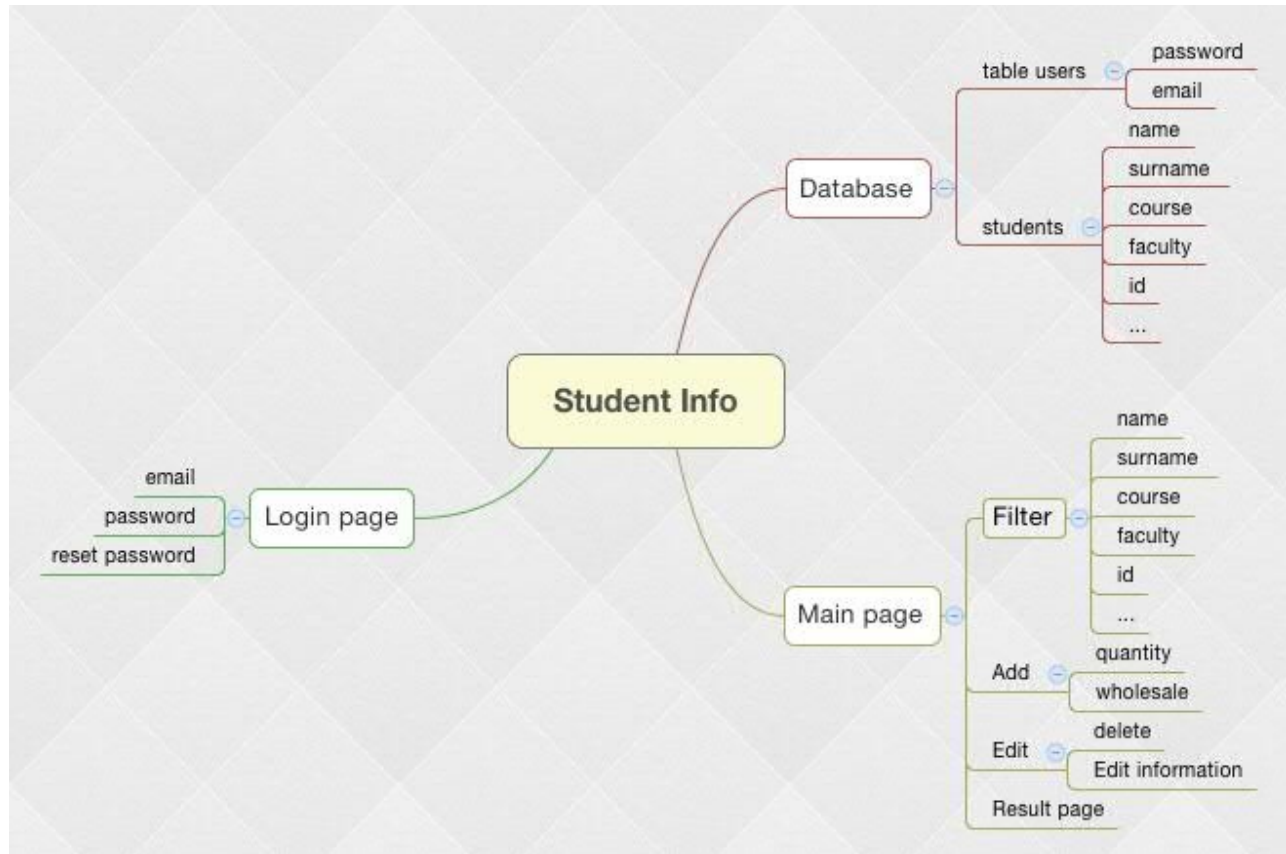 Student Info
Database
table users
password
email
students
name
surname
course
faculty
id
...
Login page
email
password
reset password
Main page
Filter
name
surname
course
faculty
id
...
Add
quantity
wholesale
Edit
delete
Edit information
Result page